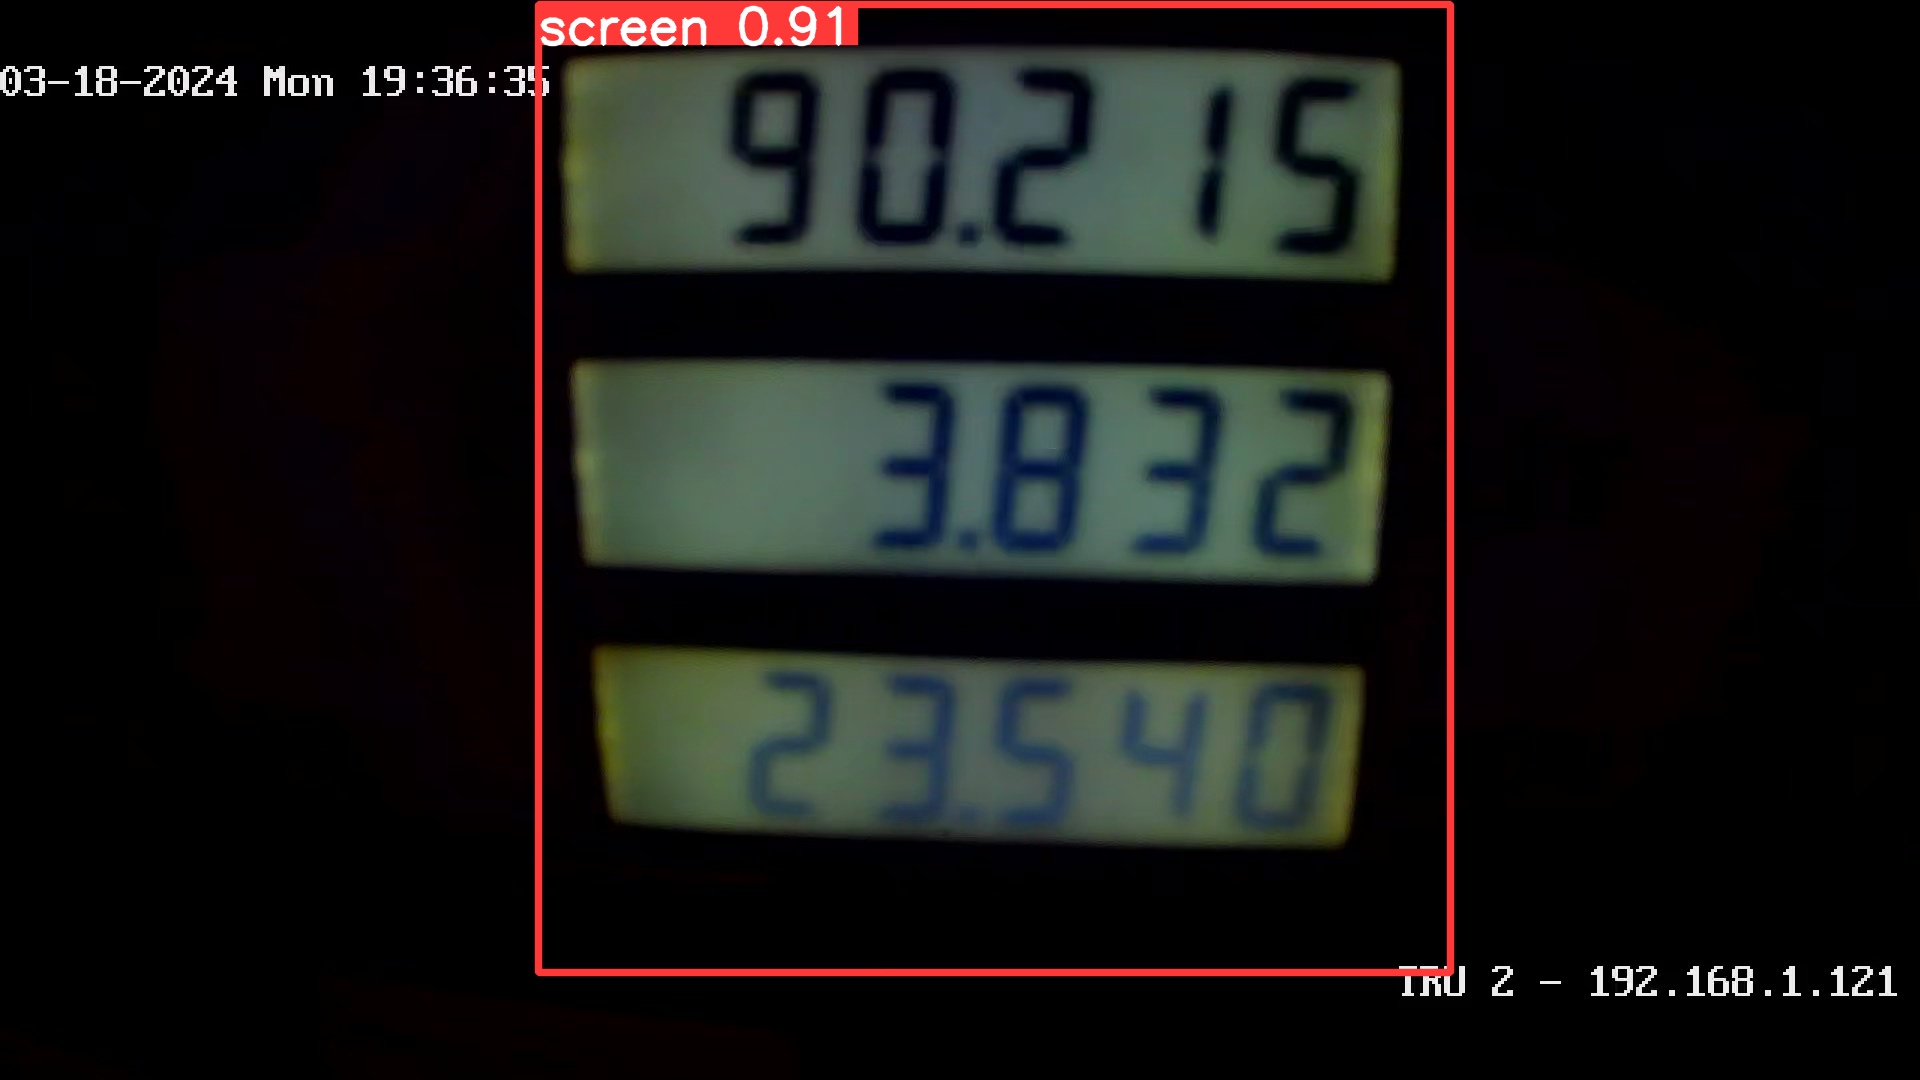 screen 0.91
03-18-2024 Mon 19:36:35
90.215
3.832
23.540
TRU 2 - 192.168.1.121